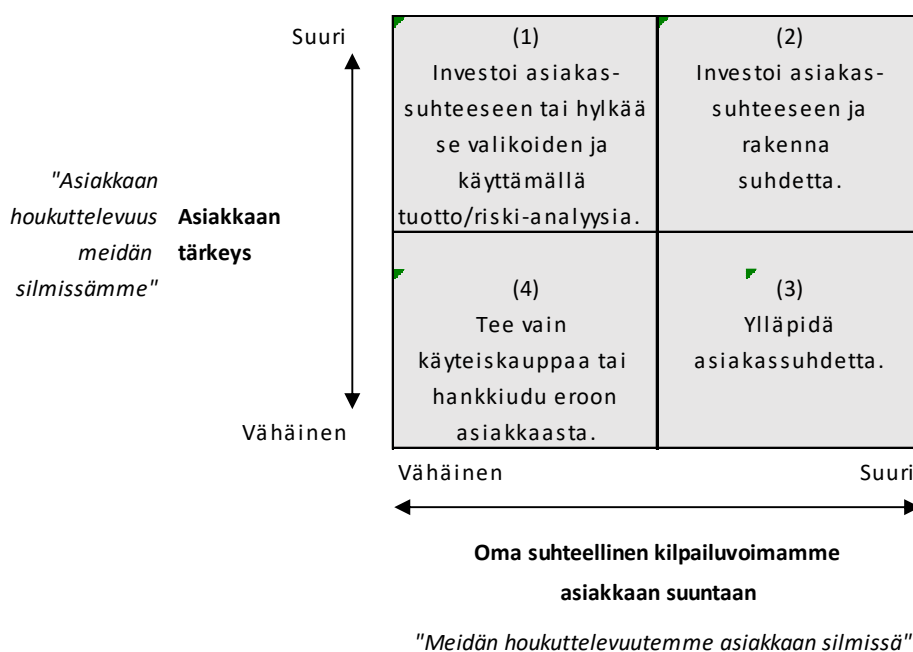 Suuri
(1)
Investoi asiakas-
suhteeseen tai hylkää
se valikoiden ja
käyttämällä
tuotto/riski-analyysia.
(2)
Investoi asiakas-
suhteeseen ja
rakenna
suhdetta.
"Asiakkaan
houkuttelevuus
meidän
silmissämme"
Asiakkaan
tärkeys
(4)
Tee vain
käyteiskauppaa tai
hankkiudu eroon
asiakkaasta.
(3)
Ylläpidä
asiakassuhdetta.
Vähäinen
Vähäinen
Suuri
Oma suhteellinen kilpailuvoimamme
asiakkaan suuntaan
"Meidän houkuttelevuutemme asiakkaan silmissä"